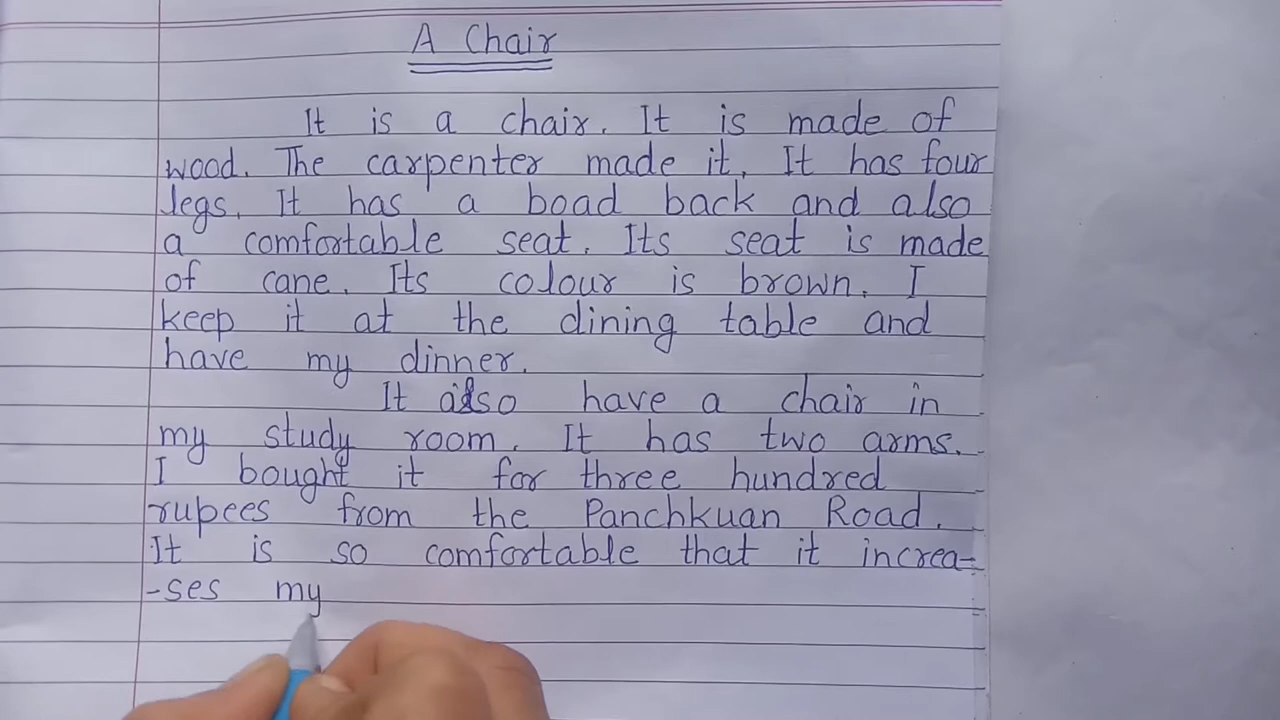 A Chair
It is a chair. It is made of
wood. The carpenter made it. It has four
legs. It has a boad back and also
a comfortable seat. Its seat is made
of cane. Its colour is brown. I
keep it at the dining table and
have my dinner.
It also have a chair in
my study room. It has two arms.
I bought it for three hundred
rupees from the Panchkuan Road.
It is so comfortable that it increa-
-ses my